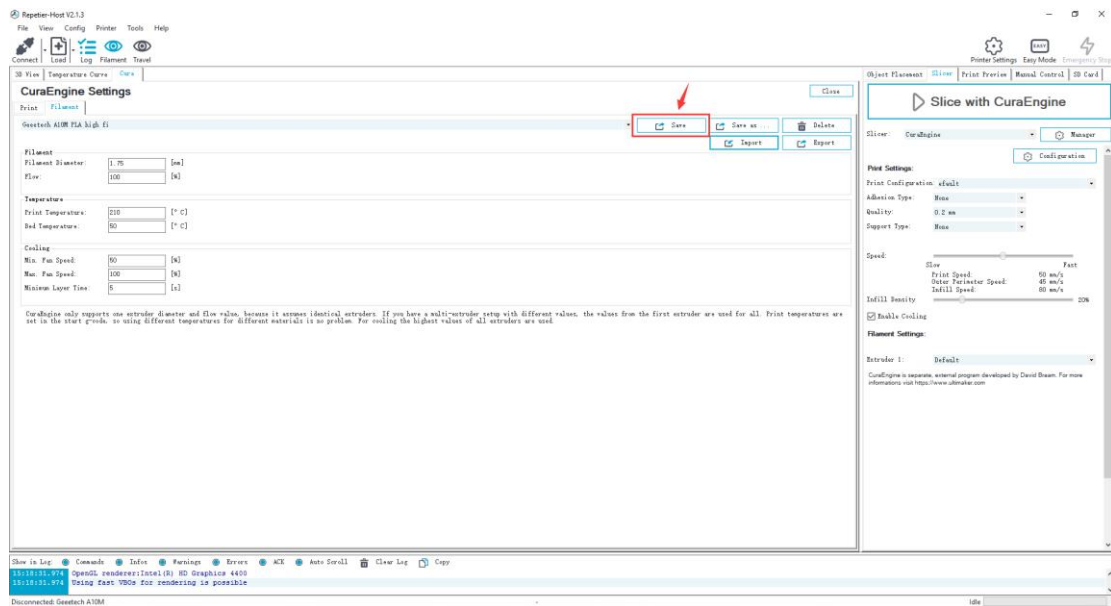 Repetier-Host V2.1.3
File View Config Printer Tools Help
Connect Load Log Filament Travel
Printer Settings Easy Mode Emergency Stop
EASY
3D View Temperature Curve Cura
Object Placement Slicer Print Preview Manual Control SD Card
CuraEngine Settings
Close
Print Filament
Geeetech A10M PLA high fi
Save Save as ... Delete
Import Export
Filament
Filament Diameter: 1.75 [mm]
Flow: 100 [%]
Temperature
Print Temperature: 210 [° C]
Bed Temperature: 50 [° C]
Cooling
Min. Fan Speed: 50 [%]
Max. Fan Speed: 100 [%]
Minimum Layer Time: 5 [s]
CuraEngine only supports one extruder diameter and flow value, because it assumes identical extruders. If you have a multi-extruder setup with different values, the values from the first extruder are used for all. Print temperatures are
set in the start g-code, so using different temperatures for different materials is no problem. For cooling the highest values of all extruders are used.
Slice with CuraEngine
Slicer: CuraEngine Manager
Configuration
Print Settings:
Print Configuration: efault
Adhesion Type: None
Quality: 0.2 mm
Support Type: None
Speed:
Slow Fast
Print Speed: 50 mm/s
Outer Perimeter Speed: 45 mm/s
Infill Speed: 60 mm/s
Infill Density 20%
Enable Cooling
Filament Settings:
Extruder 1: Default
CuraEngine is separate, external program developed by David Braam. For more
informations visit https://www.ultimaker.com
Show in Log: Commands Infos Warnings Errors ACK Auto Scroll Clear Log Copy
15:18:31.974 OpenGL renderer:Intel(R) HD Graphics 4400
15:18:31.974 Using fast VBOs for rendering is possible
Disconnected: Geeetech A10M - Idle